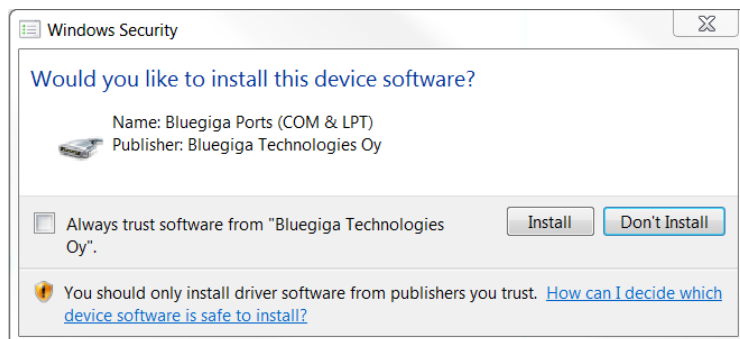 Windows Security
Would you like to install this device software?
Name: Bluegiga Ports (COM & LPT)
Publisher: Bluegiga Technologies Oy
Always trust software from "Bluegiga Technologies
Oy".
Install
Don't Install
You should only install driver software from publishers you trust. How can I decide which
device software is safe to install?